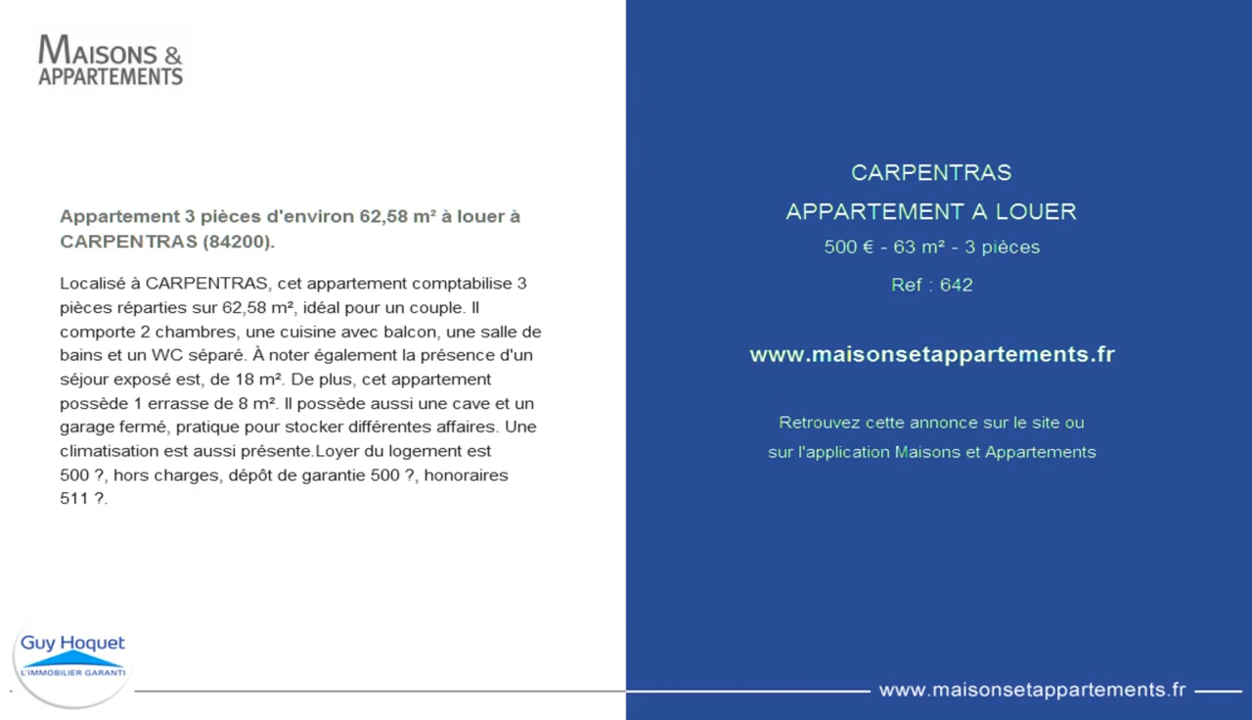 MAISONS &
APPARTEMENTS
Appartement 3 pièces d'environ 62,58 m² à louer à
CARPENTRAS (84200).
Localisé à CARPENTRAS, cet appartement comptabilise 3
pièces réparties sur 62,58 m², idéal pour un couple. Il
comporte 2 chambres, une cuisine avec balcon, une salle de
bains et un WC séparé. À noter également la présence d'un
séjour exposé est, de 18 m². De plus, cet appartement
possède 1 errasse de 8 m². Il possède aussi une cave et un
garage fermé, pratique pour stocker différentes affaires. Une
climatisation est aussi présente.Loyer du logement est
500 ?, hors charges, dépôt de garantie 500 ?, honoraires
511 ?.
Guy Hoquet
L'IMMOBILIER GARANTI
CARPENTRAS
APPARTEMENT A LOUER
500 € - 63 m² - 3 pièces
Ref : 642
www.maisonsetappartements.fr
Retrouvez cette annonce sur le site ou
sur l'application Maisons et Appartements
www.maisonsetappartements.fr